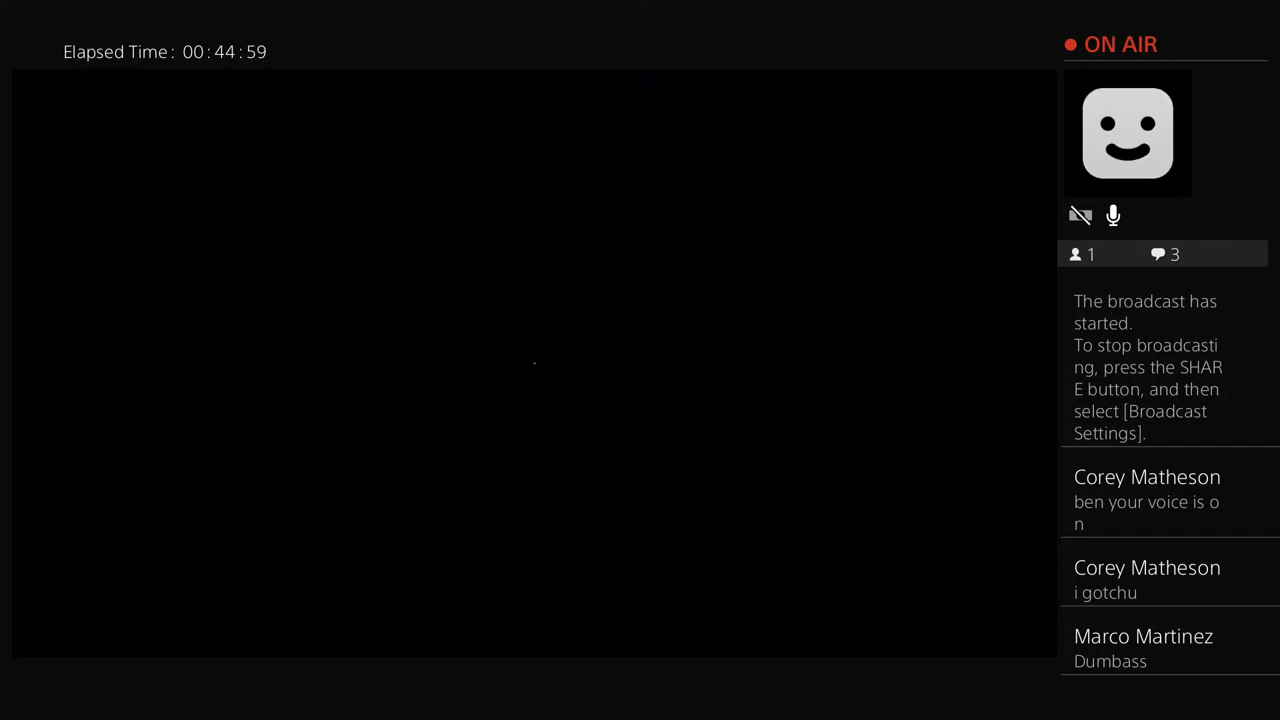 Elapsed Time: 00:44:59
ON AIR
1 3
The broadcast has
started.
To stop broadcasti
ng, press the SHAR
E button, and then
select [Broadcast
Settings].
Corey Matheson
ben your voice is o
n
Corey Matheson
i gotchu
Marco Martinez
Dumbass